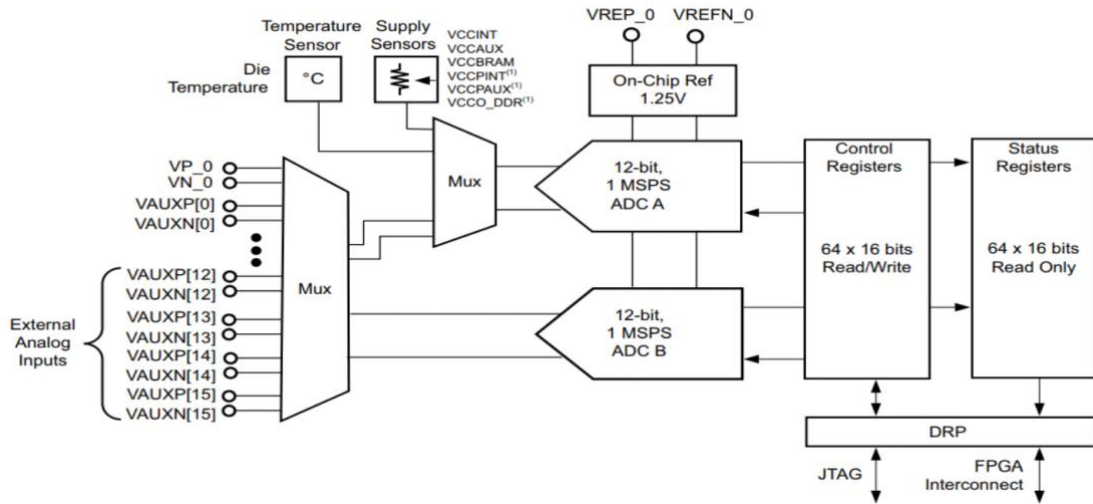 VREP_0
VREFN_0
Temperature
Sensor
Supply
Sensors
VCCINT
VCCAUX
VCCBRAM
VCCPINT(1)
VCCPAUX(1)
VCCO_DDR(1)
Die
Temperature
°C
On-Chip Ref
1.25V
VP_0
VN_0
VAUXP[0]
VAUXN[0]
VAUXP[12]
VAUXN[12]
VAUXP[13]
VAUXN[13]
VAUXP[14]
VAUXN[14]
VAUXP[15]
VAUXN[15]
External
Analog
Inputs
Mux
Mux
12-bit,
1 MSPS
ADC A
12-bit,
1 MSPS
ADC B
Control
Registers
64 x 16 bits
Read/Write
Status
Registers
64 x 16 bits
Read Only
DRP
JTAG
FPGA
Interconnect